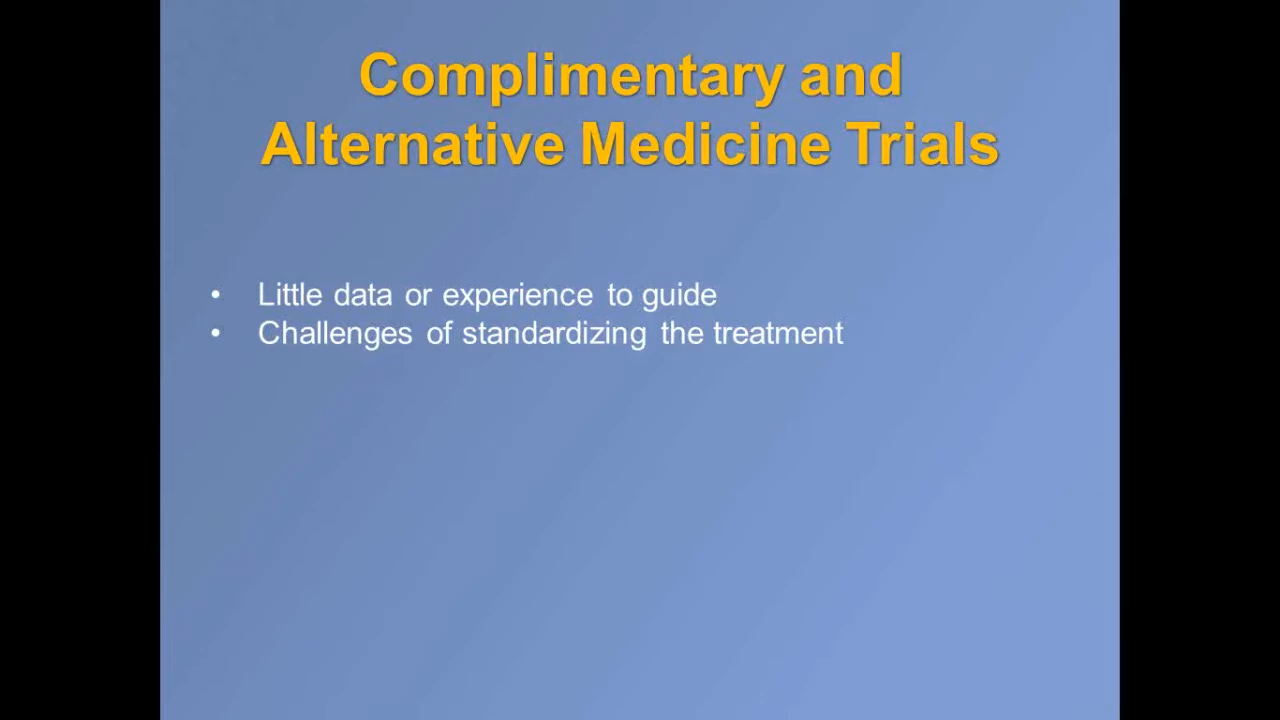 Complimentary and
Alternative Medicine Trials
• Little data or experience to guide
• Challenges of standardizing the treatment